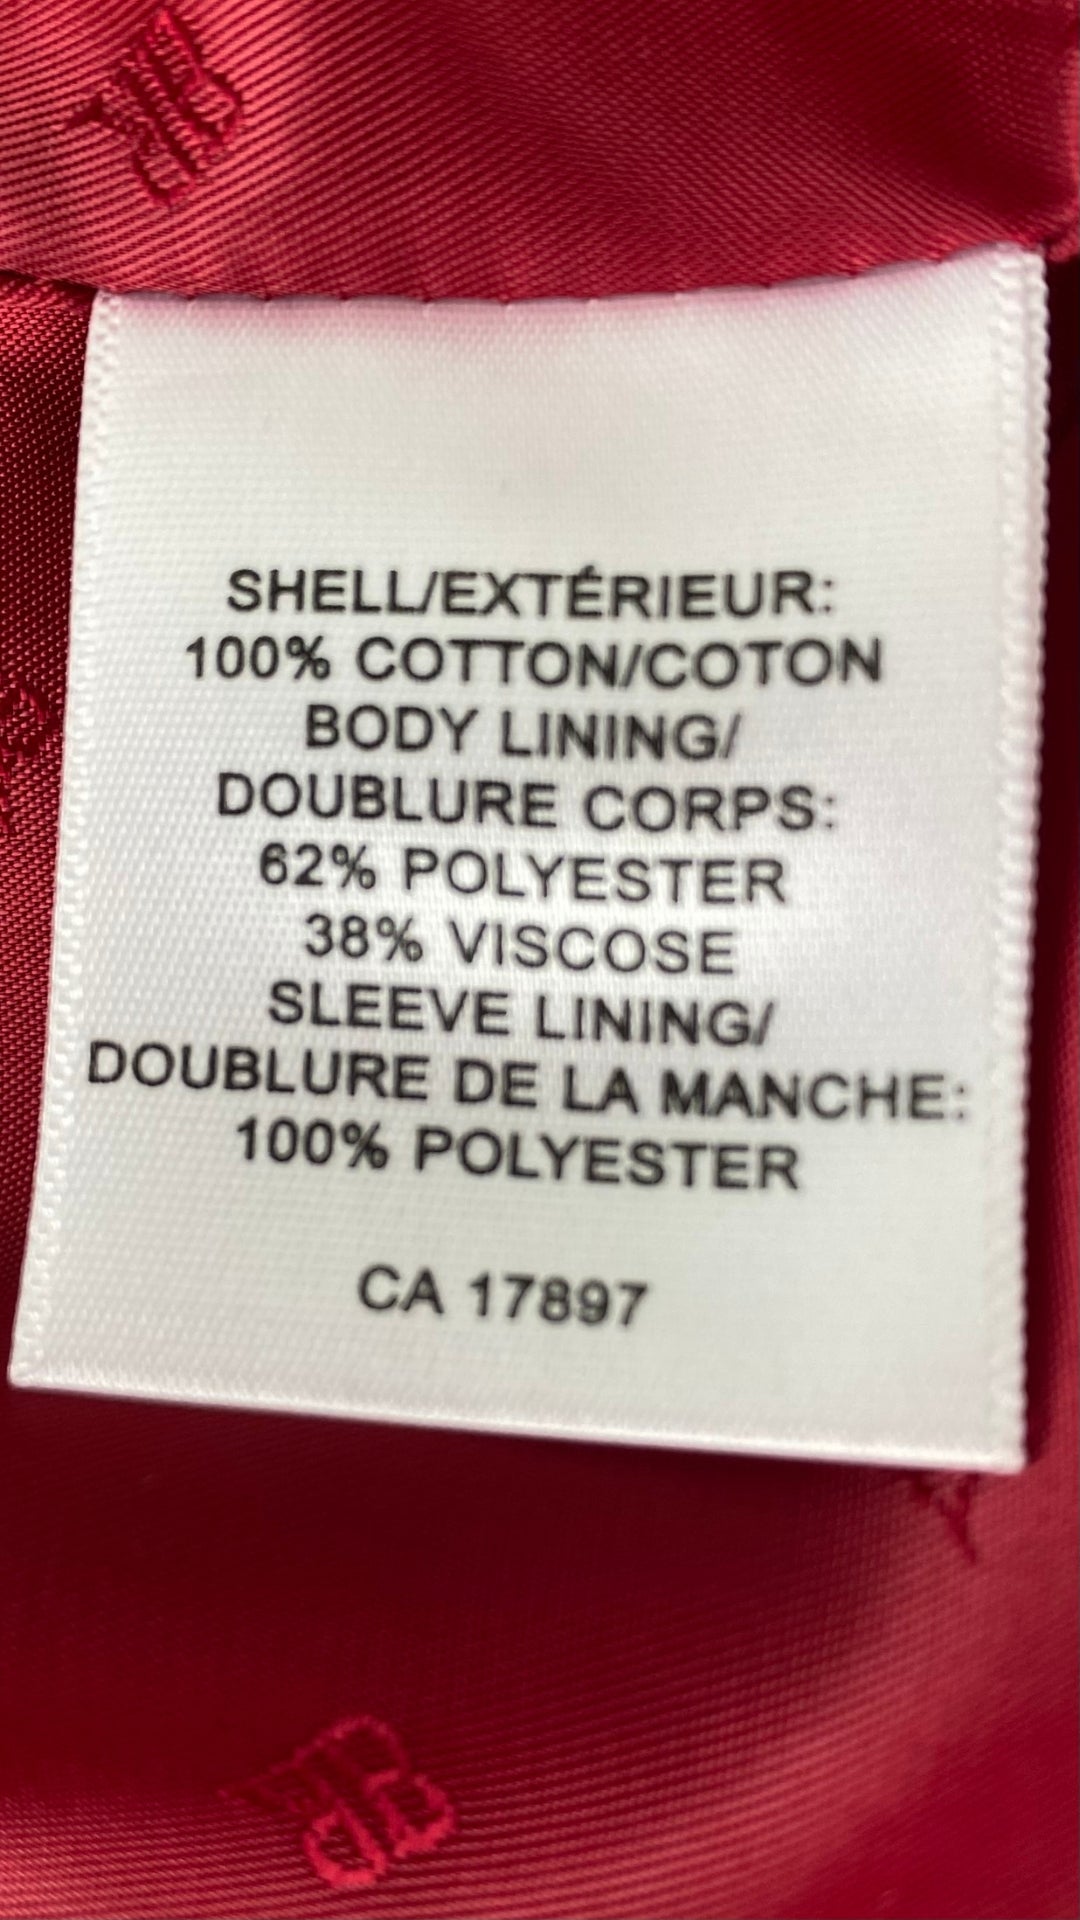 SHELL/EXTÉRIEUR:
100% COTTON/COTON
BODY LINING/
DOUBLURE CORPS:
62% POLYESTER
38% VISCOSE
SLEEVE LINING/
DOUBLURE DE LA MANCHE:
100% POLYESTER
CA 17897